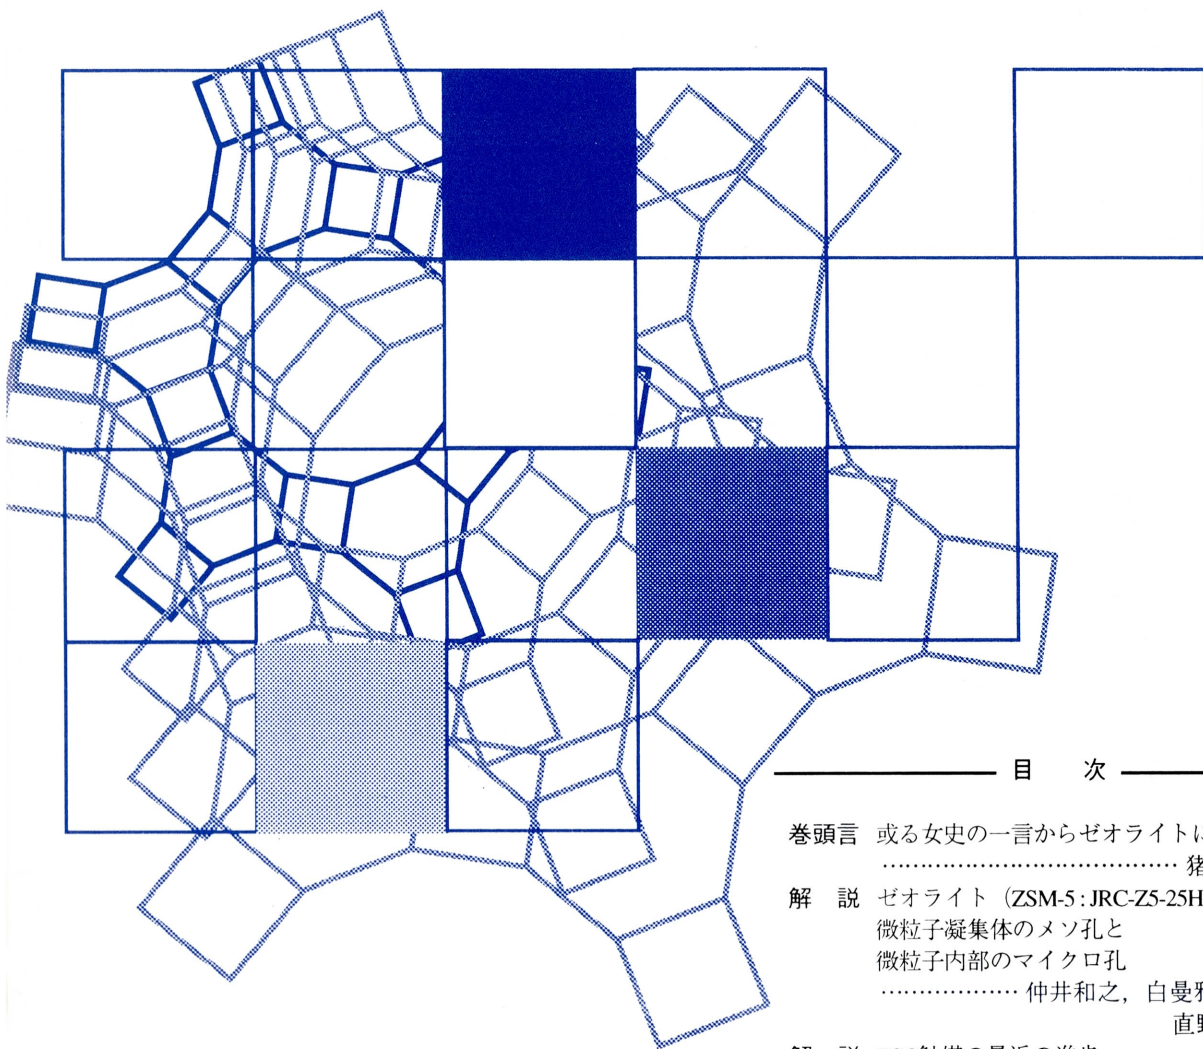 目 次
巻頭言 或る女史の一言からゼオライトに
…………………………………… 猪
解 説 ゼオライト (ZSM-5 : JRC-Z5-25H
微粒子凝集体のメソ孔と
微粒子内部のマイクロ孔
……………… 仲井和之, 白曼
直野
解 説